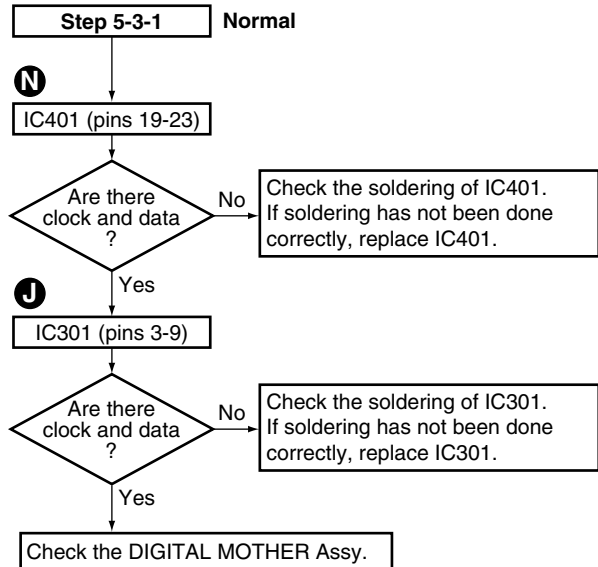 Step 5-3-1 Normal
N
IC401 (pins 19-23)
Are there
clock and data
?
No
Check the soldering of IC401.
If soldering has not been done
correctly, replace IC401.
Yes
J
IC301 (pins 3-9)
Are there
clock and data
?
No
Check the soldering of IC301.
If soldering has not been done
correctly, replace IC301.
Yes
Check the DIGITAL MOTHER Assy.